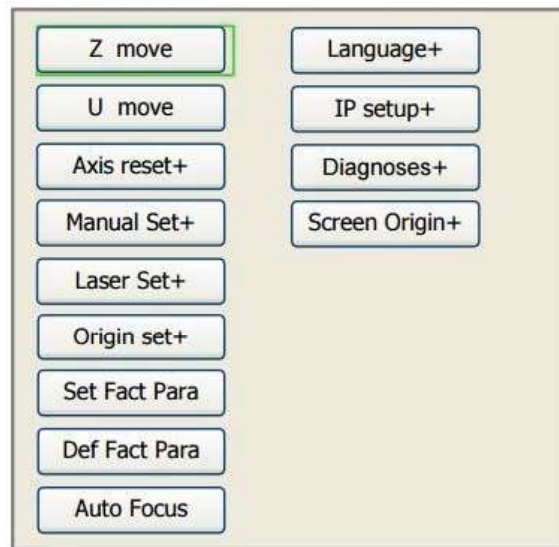 Z move
U move
Axis reset+
Manual Set+
Laser Set+
Origin set+
Set Fact Para
Def Fact Para
Auto Focus
Language+
IP setup+
Diagnoses+
Screen Origin+